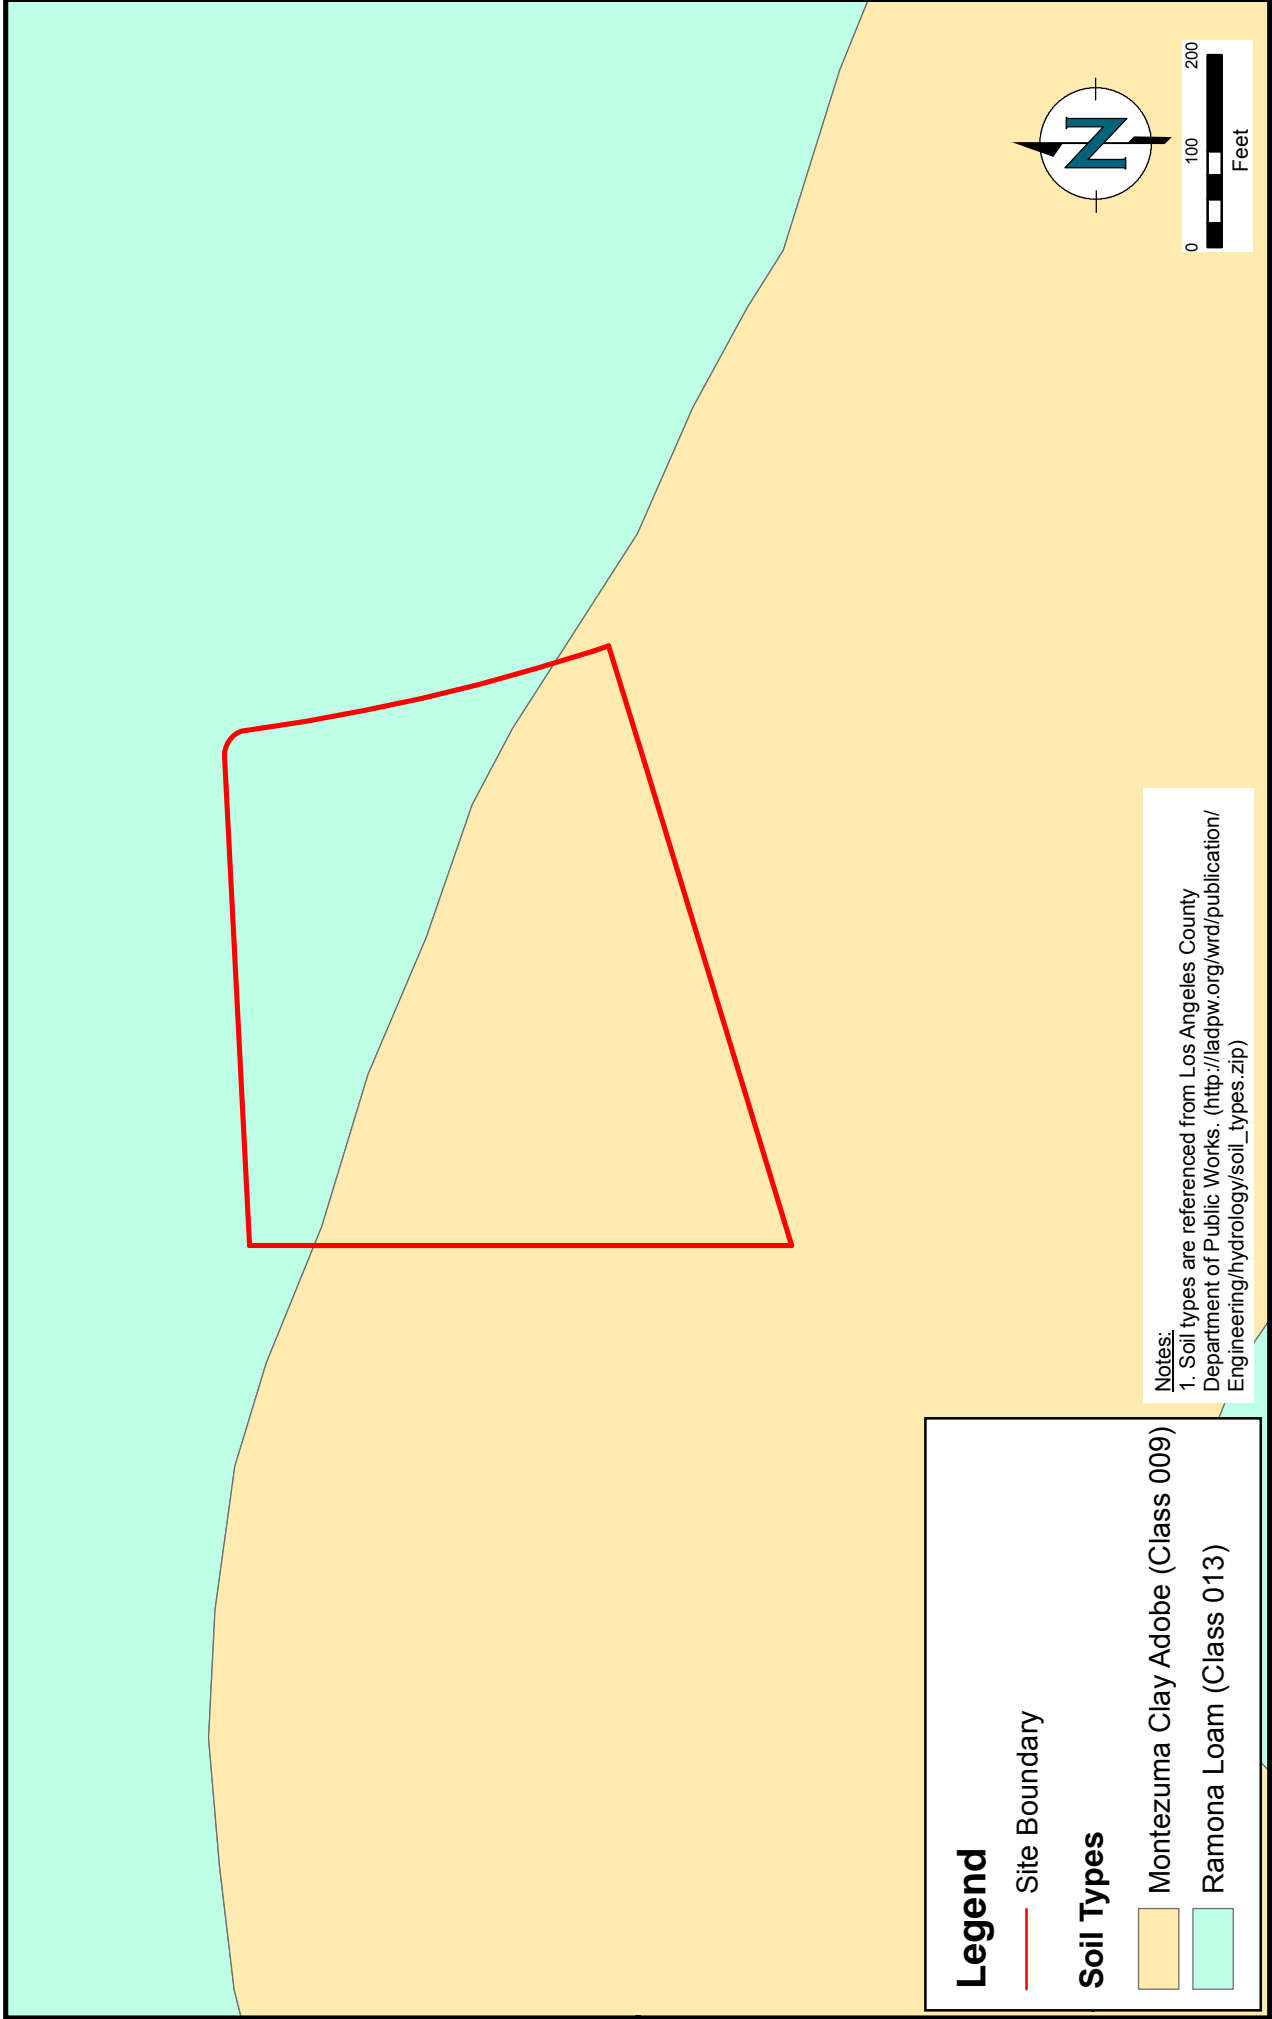 Legend
Site Boundary
Soil Types
Montezuma Clay Adobe (Class 009)
Ramona Loam (Class 013)
Notes:
1. Soil types are referenced from Los Angeles County
Department of Public Works. (http://ladpw.org/wrd/publication/
Engineering/hydrology/soil_types.zip)
N
0 100 200
Feet